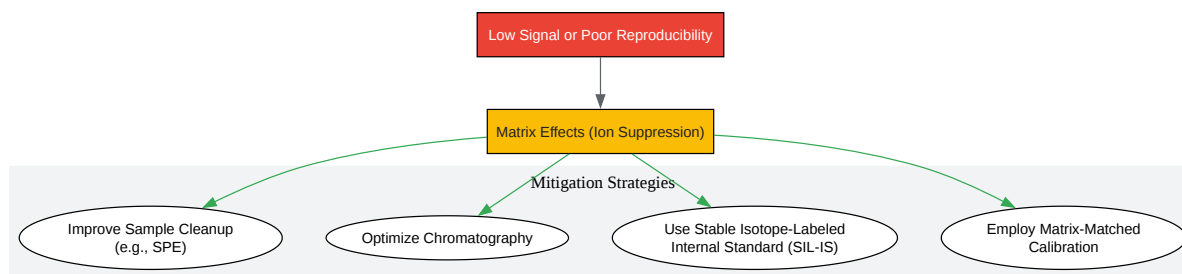 Low Signal or Poor Reproducibility
Matrix Effects (Ion Suppression)
Mitigation Strategies
Improve Sample Cleanup
(e.g., SPE)
Optimize Chromatography
Use Stable Isotope-Labeled
Internal Standard (SIL-IS)
Employ Matrix-Matched
Calibration